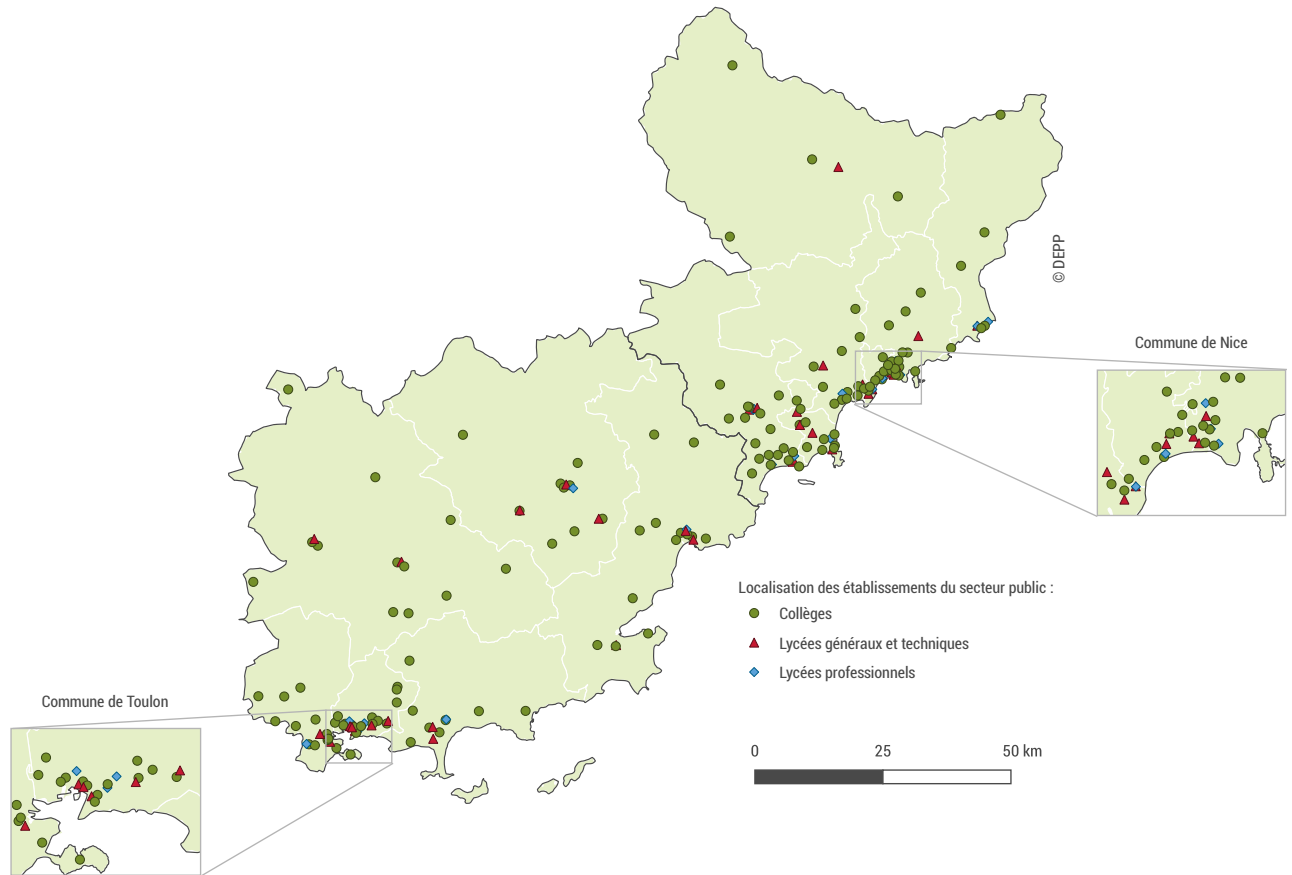 © DEPP
Commune de Nice
Localisation des établissements du secteur public :
Collèges
Lycées généraux et techniques
Lycées professionnels
Commune de Toulon
0 25 50 km